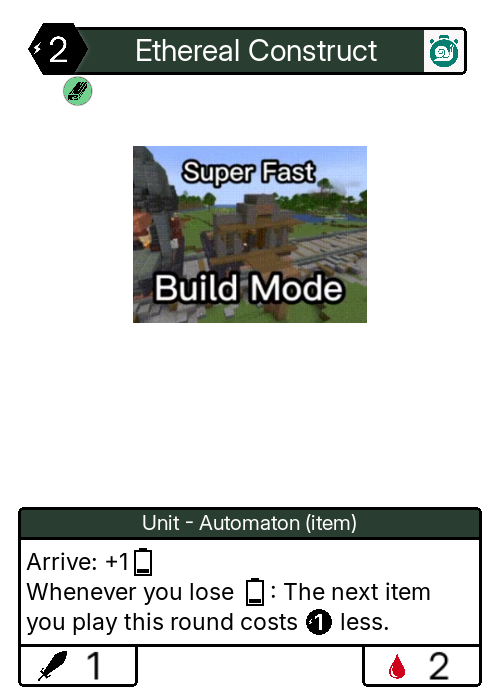 2
Ethereal Construct
Super Fast
Build Mode
Unit - Automaton (item)
Arrive: +1
Whenever you lose : The next item
you play this round costs 1 less.
1
2